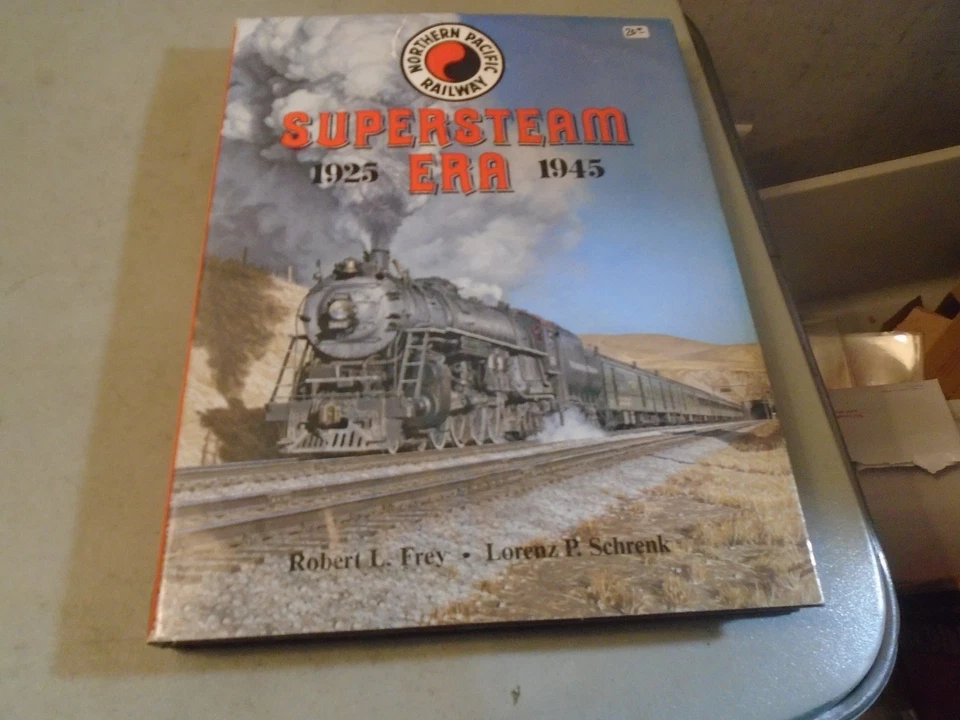 NORTHERN PACIFIC
RAILWAY
SUPERSTEAM
1925 ERA 1945
Robert L. Frey • Lorenz P. Schrenk